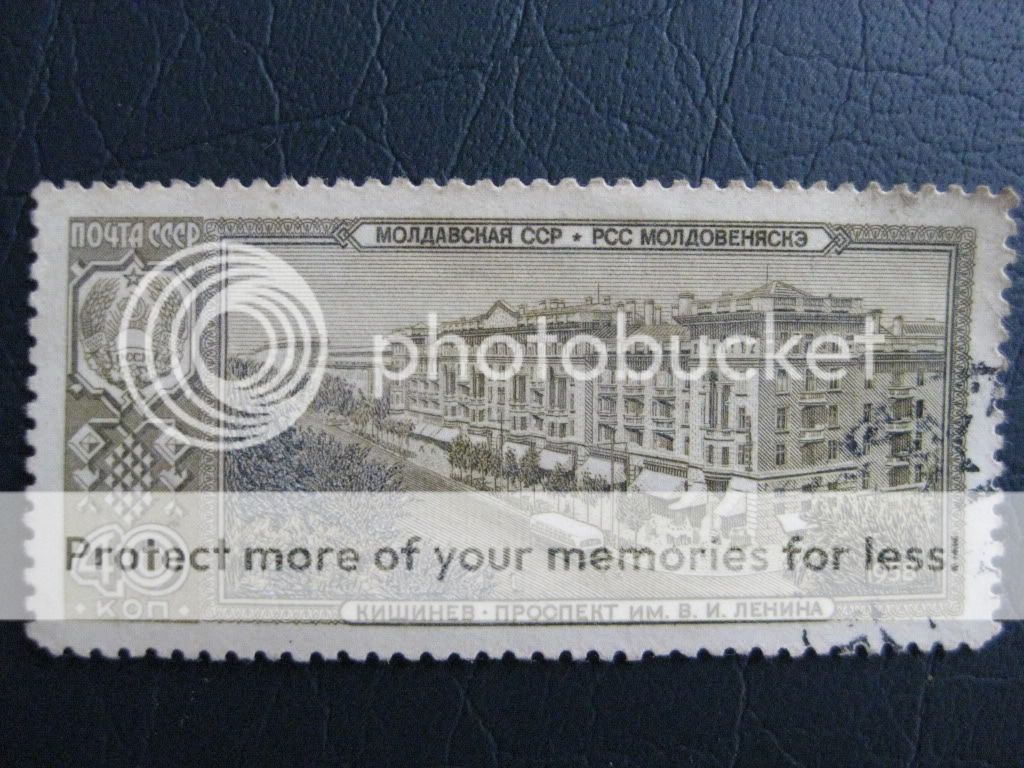 ПОЧТА СССР
МОЛДАВСКАЯ ССР ★ РСС МОЛДОВЕНЯСКЭ
photobucket
Protect more of your memories for less.
40
КОП
1958
КИШИНЕВ · ПРОСПЕКТ ИМ. В. И. ЛЕНИНА